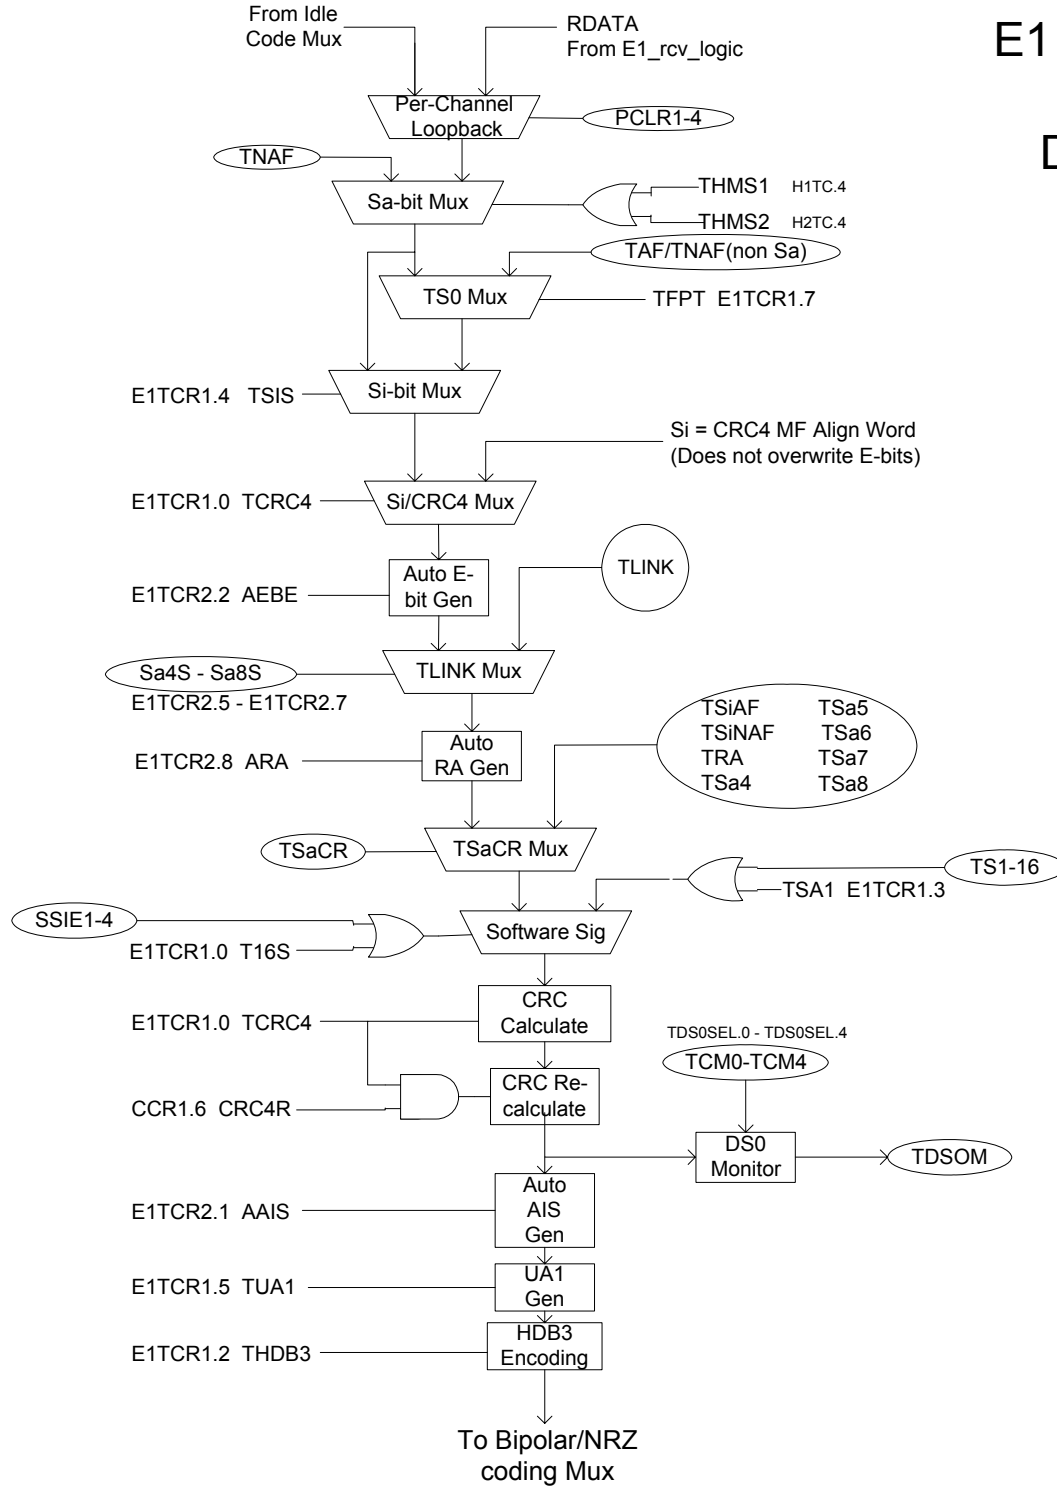 From Idle
Code Mux
RDATA
From E1_rcv_logic
E1
D
Per-Channel
Loopback
PCLR1-4
TNAF
Sa-bit Mux
THMS1 H1TC.4
THMS2 H2TC.4
TAF/TNAF(non Sa)
TS0 Mux
TFPT E1TCR1.7
E1TCR1.4 TSIS
Si-bit Mux
Si = CRC4 MF Align Word
(Does not overwrite E-bits)
E1TCR1.0 TCRC4
Si/CRC4 Mux
Auto E-
bit Gen
TLINK
E1TCR2.2 AEBE
Sa4S - Sa8S
E1TCR2.5 - E1TCR2.7
TLINK Mux
TSiAF TSa5
TSiNAF TSa6
TRA TSa7
TSa4 TSa8
Auto
RA Gen
E1TCR2.8 ARA
TSaCR
TSaCR Mux
TS1-16
TSA1 E1TCR1.3
SSIE1-4
Software Sig
E1TCR1.0 T16S
CRC
Calculate
E1TCR1.0 TCRC4
TDS0SEL.0 - TDS0SEL.4
TCM0-TCM4
CRC Re-
calculate
CCR1.6 CRC4R
DS0
Monitor
TDSOM
Auto
AIS
Gen
E1TCR2.1 AAIS
UA1
Gen
E1TCR1.5 TUA1
HDB3
Encoding
E1TCR1.2 THDB3
To Bipolar/NRZ
coding Mux